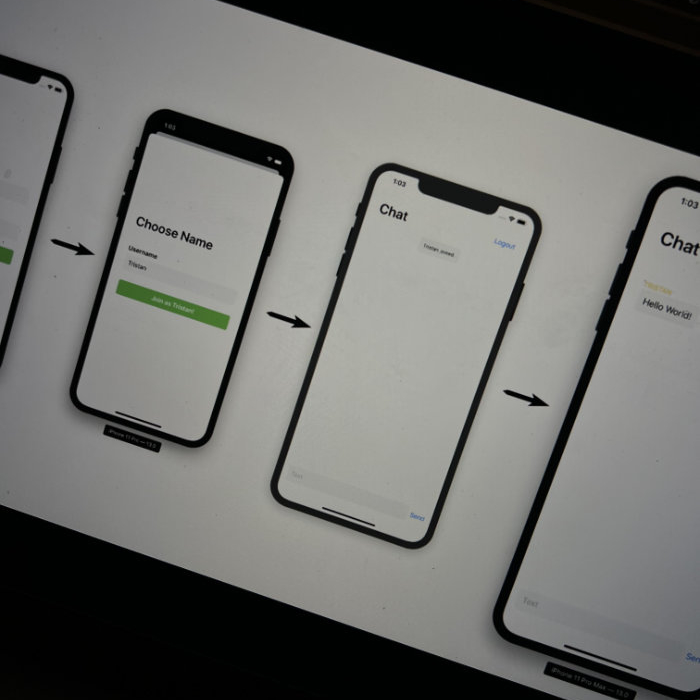 1:03
Choose Name
Username
Tristan
Join as Tristan!
iPhone 11 Pro — 13.0
1:03
Chat
Logout
Tristan joined
Text
Send
1:03
Chat
TRISTAN
Hello World!
Text
Send
iPhone 11 Pro Max — 13.0